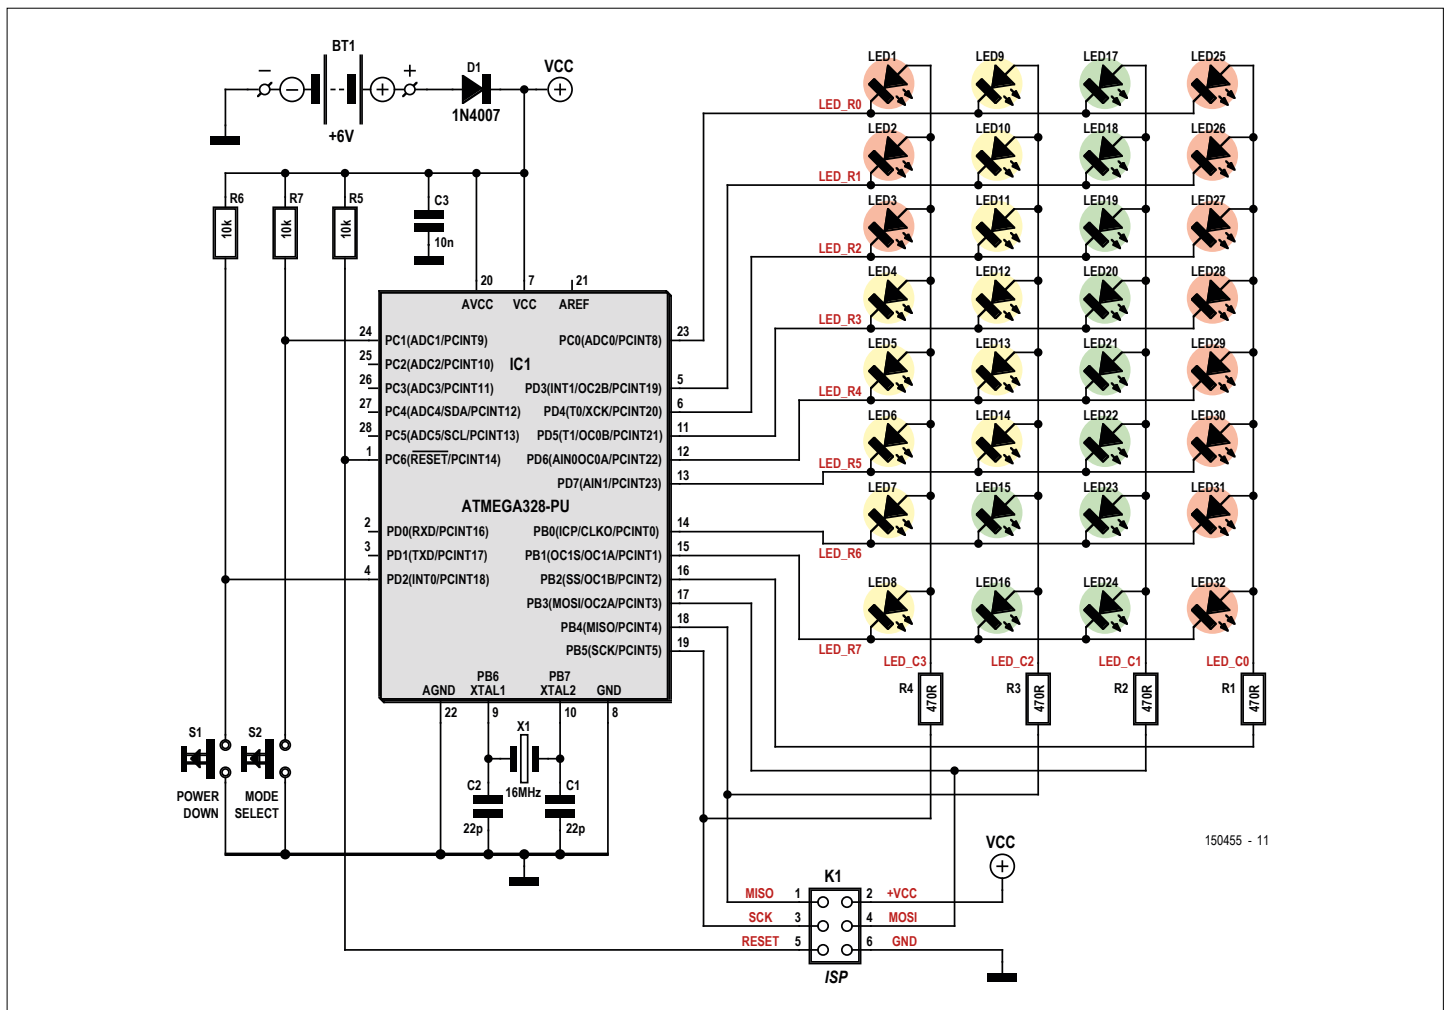 BT1
− +
+6V
D1
1N4007
VCC
R6
10k
R7
10k
R5
10k
C3
10n
20
7
21
AVCC
VCC
AREF
24 PC1(ADC1/PCINT9)
25 PC2(ADC2/PCINT10)
26 PC3(ADC3/PCINT11)
27 PC4(ADC4/SDA/PCINT12)
28 PC5(ADC5/SCL/PCINT13)
1 PC6(RESET/PCINT14)
IC1
ATMEGA328-PU
2 PD0(RXD/PCINT16)
3 PD1(TXD/PCINT17)
4 PD2(INT0/PCINT18)
PC0(ADC0/PCINT8) 23
PD3(INT1/OC2B/PCINT19) 5
PD4(T0/XCK/PCINT20) 6
PD5(T1/OC0B/PCINT21) 11
PD6(AIN0OC0A/PCINT22) 12
PD7(AIN1/PCINT23) 13
PB0(ICP/CLKO/PCINT0) 14
PB1(OC1S/OC1A/PCINT1) 15
PB2(SS/OC1B/PCINT2) 16
PB3(MOSI/OC2A/PCINT3) 17
PB4(MISO/PCINT4) 18
PB5(SCK/PCINT5) 19
AGND
PB6
XTAL1
PB7
XTAL2
GND
22
9
10
8
X1
16MHz
C2
22p
C1
22p
S1
POWER
DOWN
S2
MODE
SELECT
LED1 LED9 LED17 LED25
LED_R0
LED2 LED10 LED18 LED26
LED_R1
LED3 LED11 LED19 LED27
LED_R2
LED4 LED12 LED20 LED28
LED_R3
LED5 LED13 LED21 LED29
LED_R4
LED6 LED14 LED22 LED30
LED_R5
LED7 LED15 LED23 LED31
LED_R6
LED8 LED16 LED24 LED32
LED_R7
LED_C3 LED_C2 LED_C1 LED_C0
R4 470R
R3 470R
R2 470R
R1 470R
150455 - 11
VCC
K1
MISO 1 2 +VCC
SCK 3 4 MOSI
RESET 5 6 GND
ISP